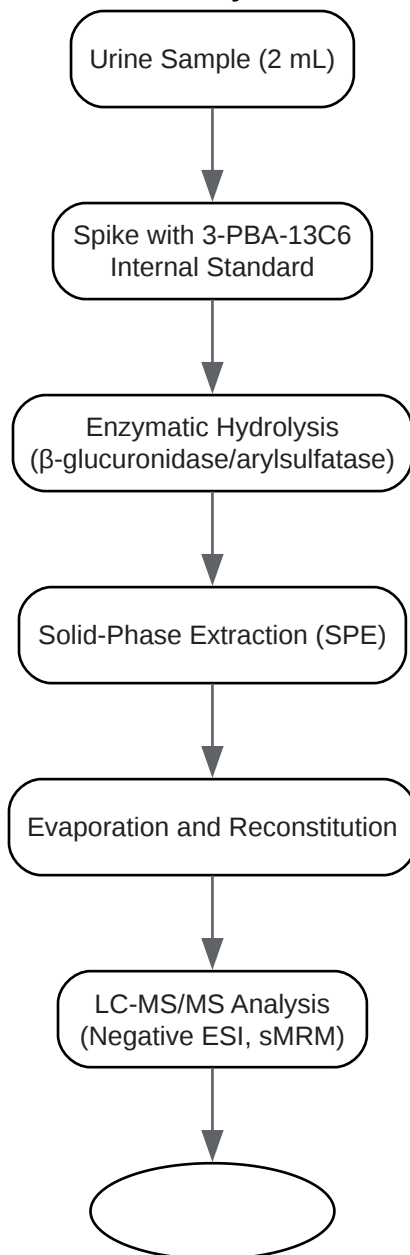 Urine Sample (2 mL)
Spike with 3-PBA-13C6
Internal Standard
Enzymatic Hydrolysis
(β-glucuronidase/arylsulfatase)
Solid-Phase Extraction (SPE)
Evaporation and Reconstitution
LC-MS/MS Analysis
(Negative ESI, sMRM)